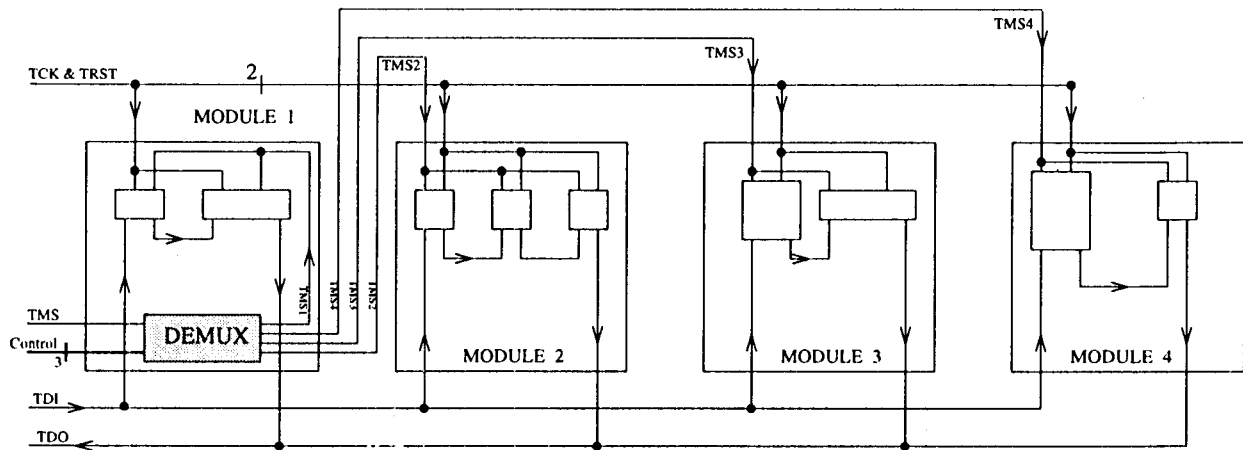 TMS4
TMS3
TMS2
TCK & TRST
2
MODULE 1
TMS1
TMS4
TMS3
TMS2
TMS
DEMUX
Control
3
MODULE 2
MODULE 3
MODULE 4
TDI
TDO